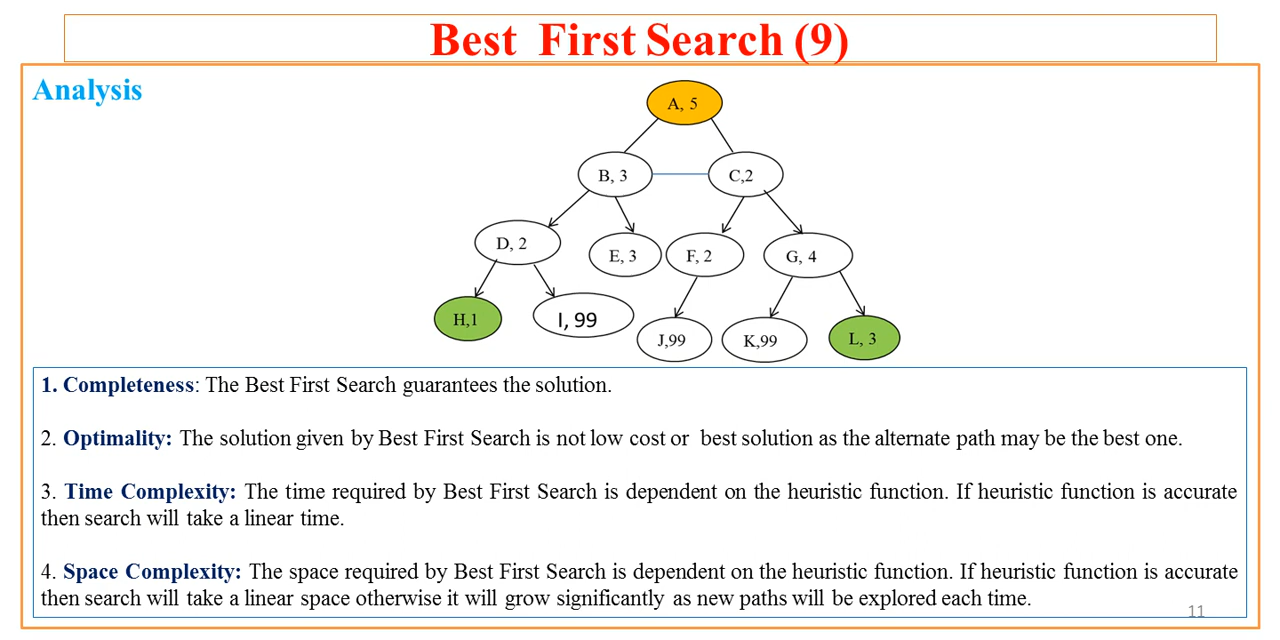 Best First Search (9)
Analysis
A, 5
B, 3
C,2
D, 2
E, 3
F, 2
G, 4
H,1
I, 99
J,99
K,99
L, 3
1. Completeness: The Best First Search guarantees the solution.
2. Optimality: The solution given by Best First Search is not low cost or best solution as the alternate path may be the best one.
3. Time Complexity: The time required by Best First Search is dependent on the heuristic function. If heuristic function is accurate
then search will take a linear time.
4. Space Complexity: The space required by Best First Search is dependent on the heuristic function. If heuristic function is accurate
then search will take a linear space otherwise it will grow significantly as new paths will be explored each time.
11